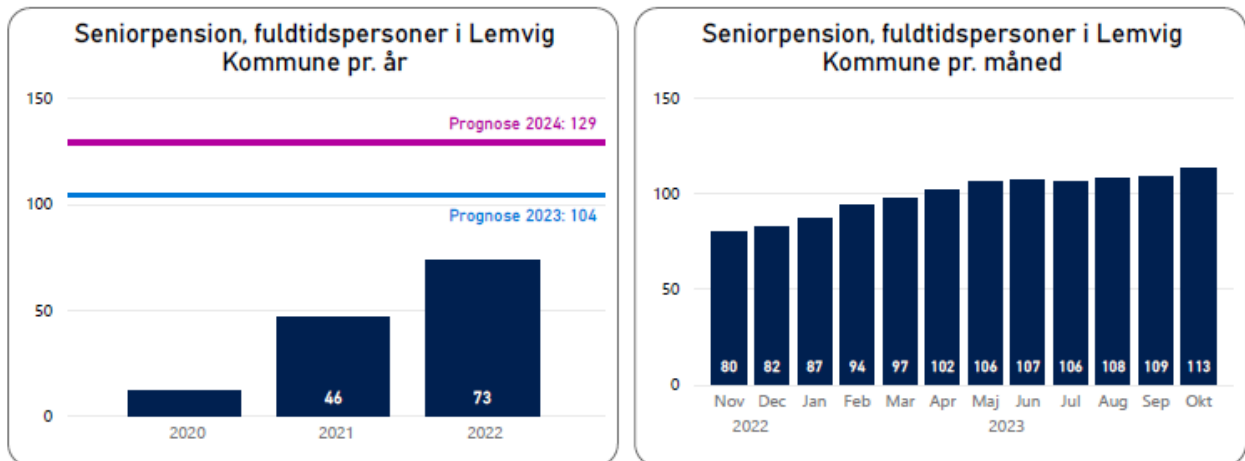 Seniorpension, fuldtidspersoner i Lemvig
Kommune pr. år
150
Prognose 2024: 129
100
Prognose 2023: 104
50
46
73
0
2020
2021
2022
Seniorpension, fuldtidspersoner i Lemvig
Kommune pr. måned
150
100
50
80 82 87 94 97 102 106 107 106 108 109 113
0
Nov Dec Jan Feb Mar Apr Maj Jun Jul Aug Sep Okt
2022 2023